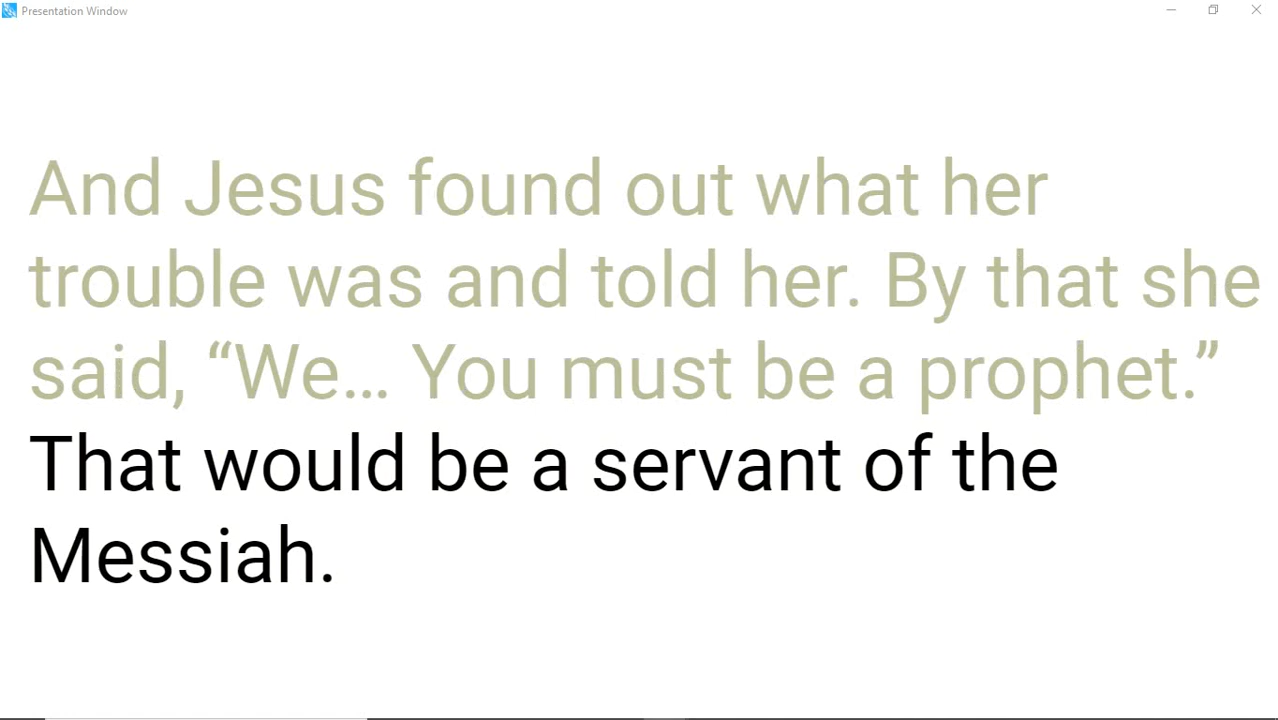 Presentation Window
And Jesus found out what her
trouble was and told her. By that she
said, “We… You must be a prophet.”
That would be a servant of the
Messiah.